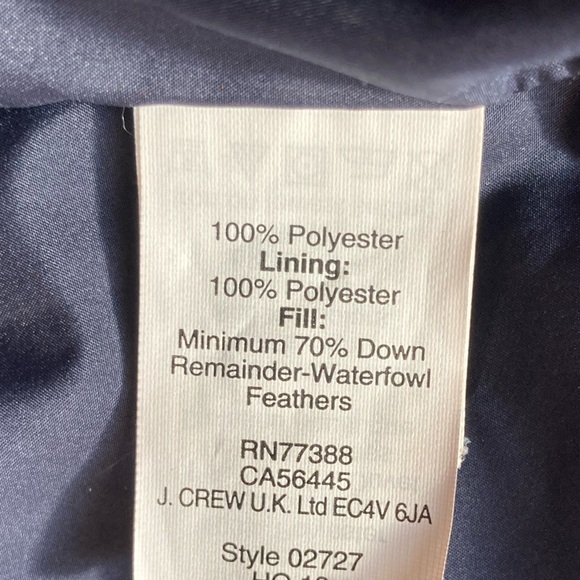 100% Polyester
Lining:
100% Polyester
Fill:
Minimum 70% Down
Remainder-Waterfowl
Feathers
RN77388
CA56445
J. CREW U.K. Ltd EC4V 6JA
Style 02727